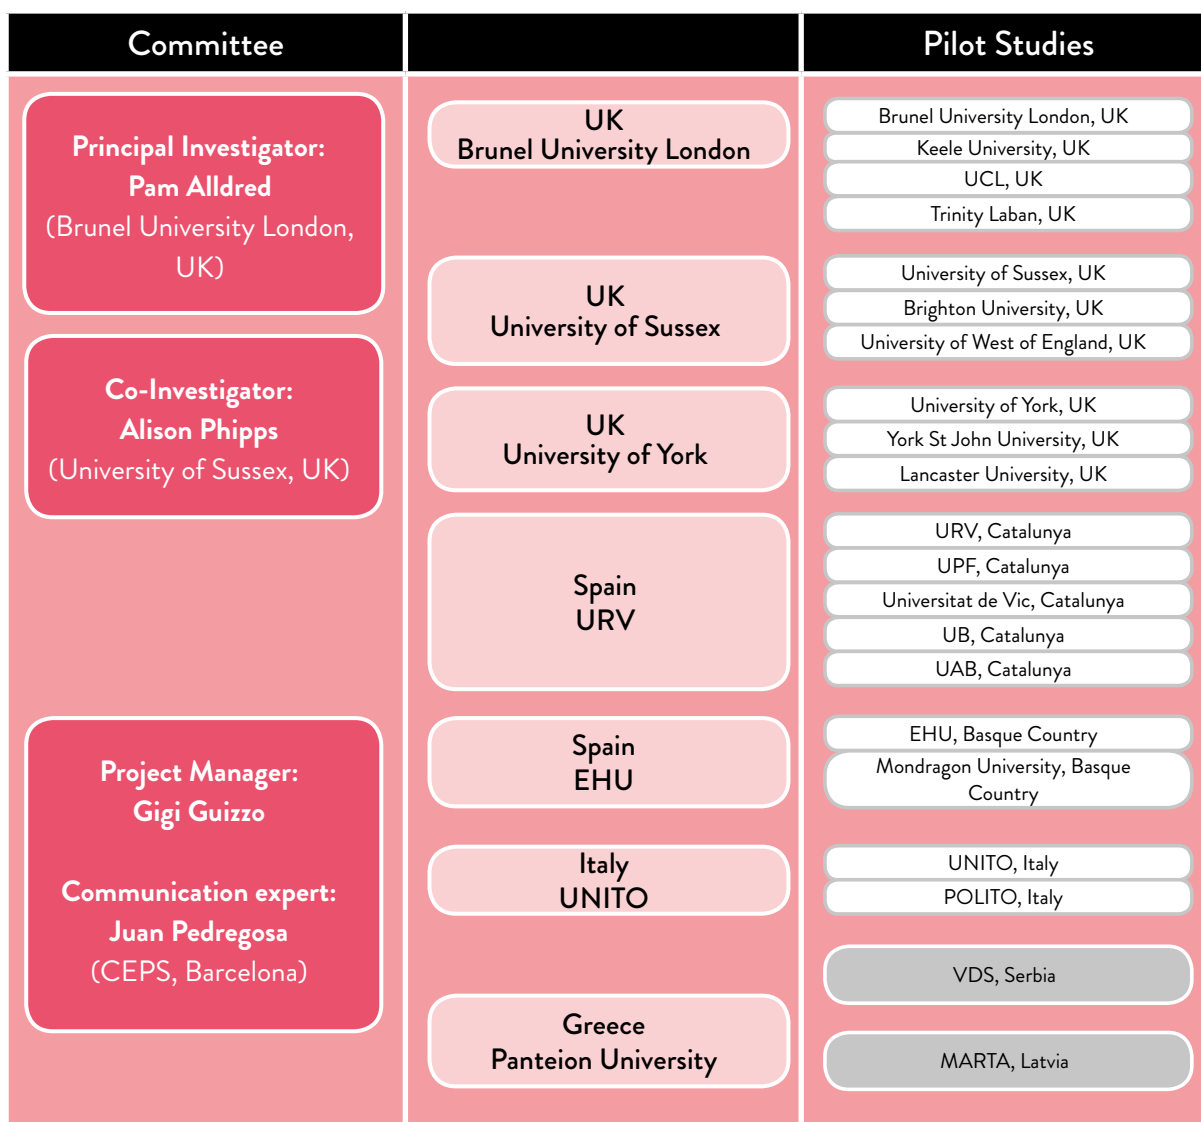 Committee
Pilot Studies
Principal Investigator:
Pam Alldred
(Brunel University London,
UK)
Co-Investigator:
Alison Phipps
(University of Sussex, UK)
Project Manager:
Gigi Guizzo
Communication expert:
Juan Pedregosa
(CEPS, Barcelona)
UK
Brunel University London
UK
University of Sussex
UK
University of York
Spain
URV
Spain
EHU
Italy
UNITO
Greece
Panteion University
Brunel University London, UK
Keele University, UK
UCL, UK
Trinity Laban, UK
University of Sussex, UK
Brighton University, UK
University of West of England, UK
University of York, UK
York St John University, UK
Lancaster University, UK
URV, Catalunya
UPF, Catalunya
Universitat de Vic, Catalunya
UB, Catalunya
UAB, Catalunya
EHU, Basque Country
Mondragon University, Basque
Country
UNITO, Italy
POLITO, Italy
VDS, Serbia
MARTA, Latvia